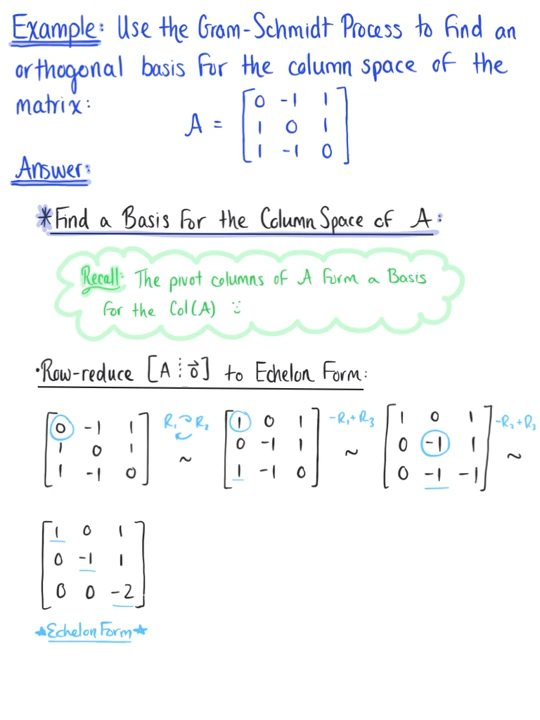 Example: Use the Gram-Schmidt Process to find an
orthogonal basis for the column space of the
matrix:
A = [0 -1 1
1 0 1
1 -1 0]
Answer:
*Find a Basis for the Column Space of A:
Recall: The pivot columns of A form a Basis
for the Col(A) :)
·Row-reduce [A ⋮ 0⃗] to Echelon Form:
[0 -1 1
1 0 1
1 -1 0]
R₁ ↔ R₂
~
[1 0 1
0 -1 1
1 -1 0]
-R₁+R₃
~
[1 0 1
0 -1 1
0 -1 -1]
-R₂+R₃
~
[1 0 1
0 -1 1
0 0 -2]
★Echelon Form★